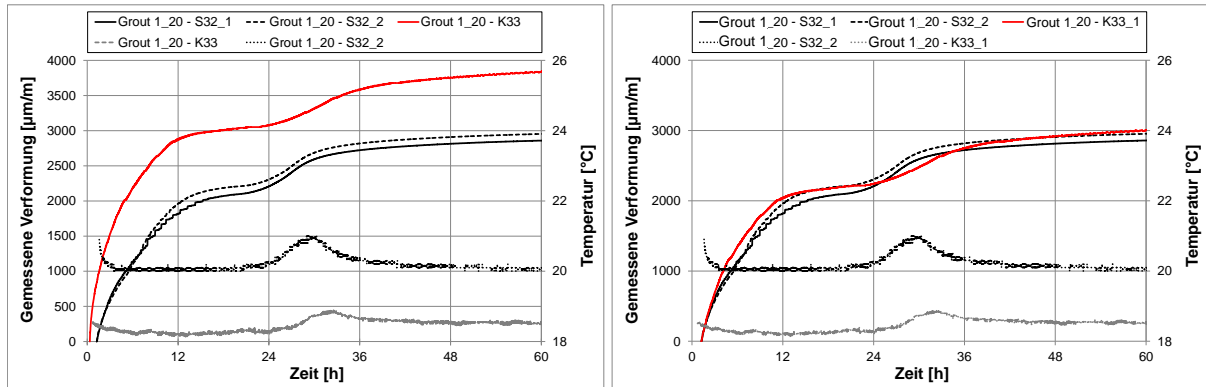 Grout 1_20 - S32_1 Grout 1_20 - S32_2 Grout 1_20 - K33
Grout 1_20 - K33 Grout 1_20 - S32_2
4000 26
3500
3000 24
2500
2000 22
1500
1000 20
500
0 18
0 12 24 36 48 60
Gemessene Verformung [µm/m]
Temperatur [°C]
Zeit [h]
Grout 1_20 - S32_1 Grout 1_20 - S32_2 Grout 1_20 - K33_1
Grout 1_20 - S32_2 Grout 1_20 - K33_1
4000 26
3500
3000 24
2500
2000 22
1500
1000 20
500
0 18
0 12 24 36 48 60
Gemessene Verformung [µm/m]
Temperatur [°C]
Zeit [h]